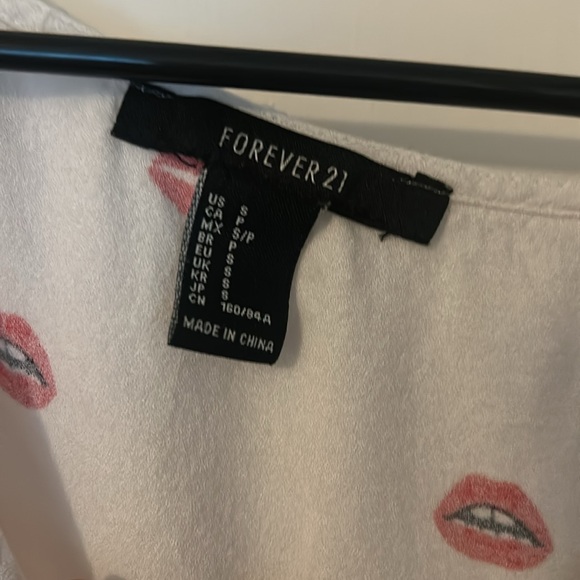 FOREVER 21
US S
CA P
MX S/P
BR P
EU S
UK S
KR S
JP S
CN 160/84A
MADE IN CHINA